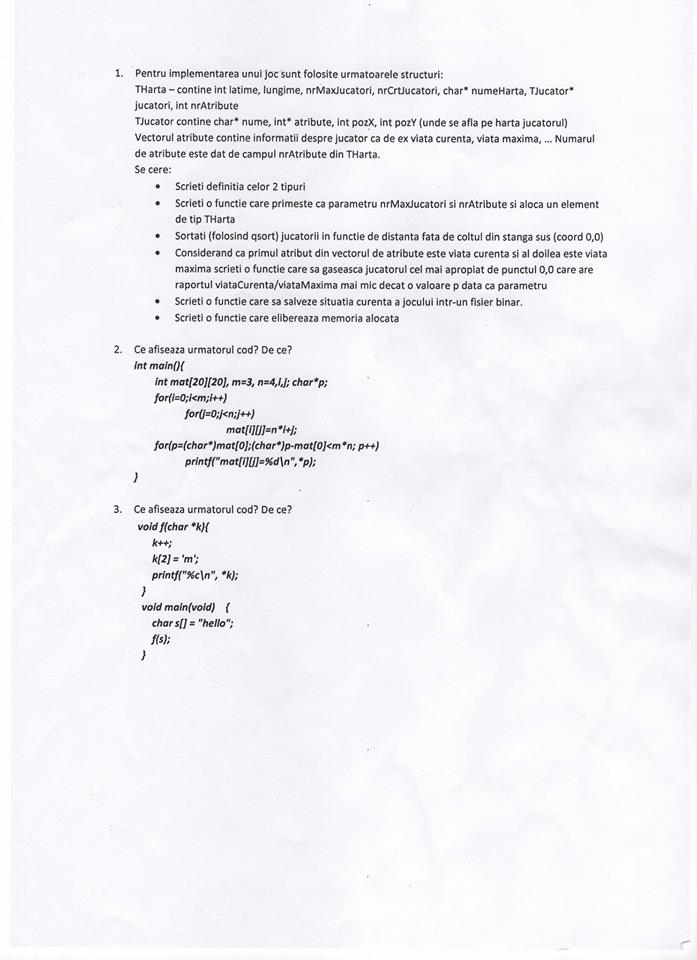 1. Pentru implementarea unui joc sunt folosite urmatoarele structuri:
THarta – contine int latime, lungime, nrMaxJucatori, nrCrtJucatori, char* numeHarta, TJucator*
jucatori, int nrAtribute
TJucator contine char* nume, int* atribute, int pozX, int pozY (unde se afla pe harta jucatorul)
Vectorul atribute contine informatii despre jucator ca de ex viata curenta, viata maxima, ... Numarul
de atribute este dat de campul nrAtribute din THarta.
Se cere:
• Scrieti definitia celor 2 tipuri
• Scrieti o functie care primeste ca parametru nrMaxJucatori si nrAtribute si aloca un element
de tip THarta
• Sortati (folosind qsort) jucatorii in functie de distanta fata de coltul din stanga sus (coord 0,0)
• Considerand ca primul atribut din vectorul de atribute este viata curenta si al doilea este viata
maxima scrieti o functie care sa gaseasca jucatorul cel mai apropiat de punctul 0,0 care are
raportul viataCurenta/viataMaxima mai mic decat o valoare p data ca parametru
• Scrieti o functie care sa salveze situatia curenta a jocului intr-un fisier binar.
• Scrieti o functie care elibereaza memoria alocata
2. Ce afiseaza urmatorul cod? De ce?
int main(){
int mat[20][20], m=3, n=4,i,j; char*p;
for(i=0;i<m;i++)
for(j=0;j<n;j++)
mat[i][j]=n*i+j;
for(p=(char*)mat[0];(char*)p-mat[0]<m*n; p++)
printf("mat[i][j]=%d\n",*p);
}
3. Ce afiseaza urmatorul cod? De ce?
void f(char *k){
k++;
k[2] = 'm';
printf("%c\n", *k);
}
void main(void) {
char s[] = "hello";
f(s);
}